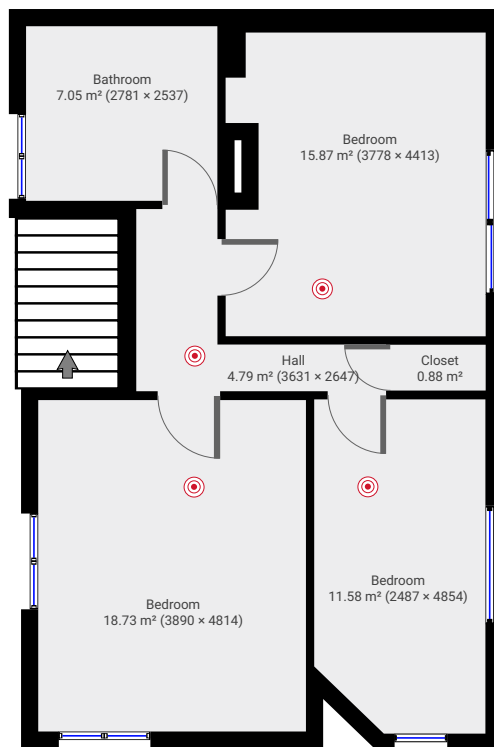 Bathroom
7.05 m² (2781 × 2537)
Bedroom
15.87 m² (3778 × 4413)
Hall
4.79 m² (3631 × 2647)
Closet
0.88 m²
Bedroom
18.73 m² (3890 × 4814)
Bedroom
11.58 m² (2487 × 4854)